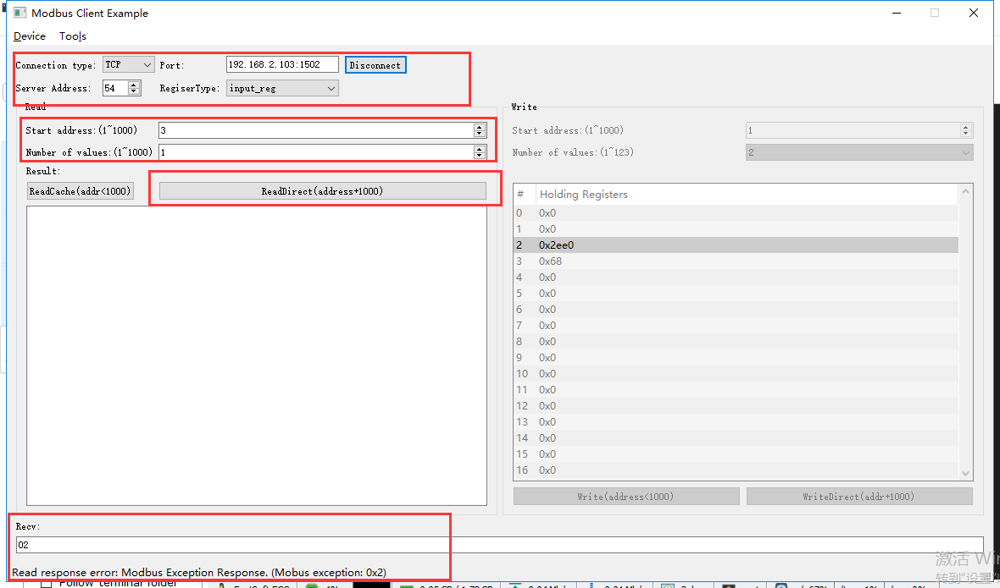 Modbus Client Example
Device Tools
Connection type: TCP Port: 192.168.2.103:1502 Disconnect
Server Address: 54 RegiserType: input_reg
Read
Start address:(1~1000) 3
Number of values:(1~1000) 1
Result:
ReadCache(addr<1000) ReadDirect(address+1000)
Write
Start address:(1~1000) 1
Number of values:(1~123) 2
# Holding Registers
0 0x0
1 0x0
2 0x2ee0
3 0x68
4 0x0
5 0x0
6 0x0
7 0x0
8 0x0
9 0x0
10 0x0
11 0x0
12 0x0
13 0x0
14 0x0
15 0x0
16 0x0
Write(address<1000) WriteDirect(addr+1000)
Recv:
02
Read response error: Modbus Exception Response. (Mobus exception: 0x2)
激活 Win
转到"设置"以
Follow terminal folder